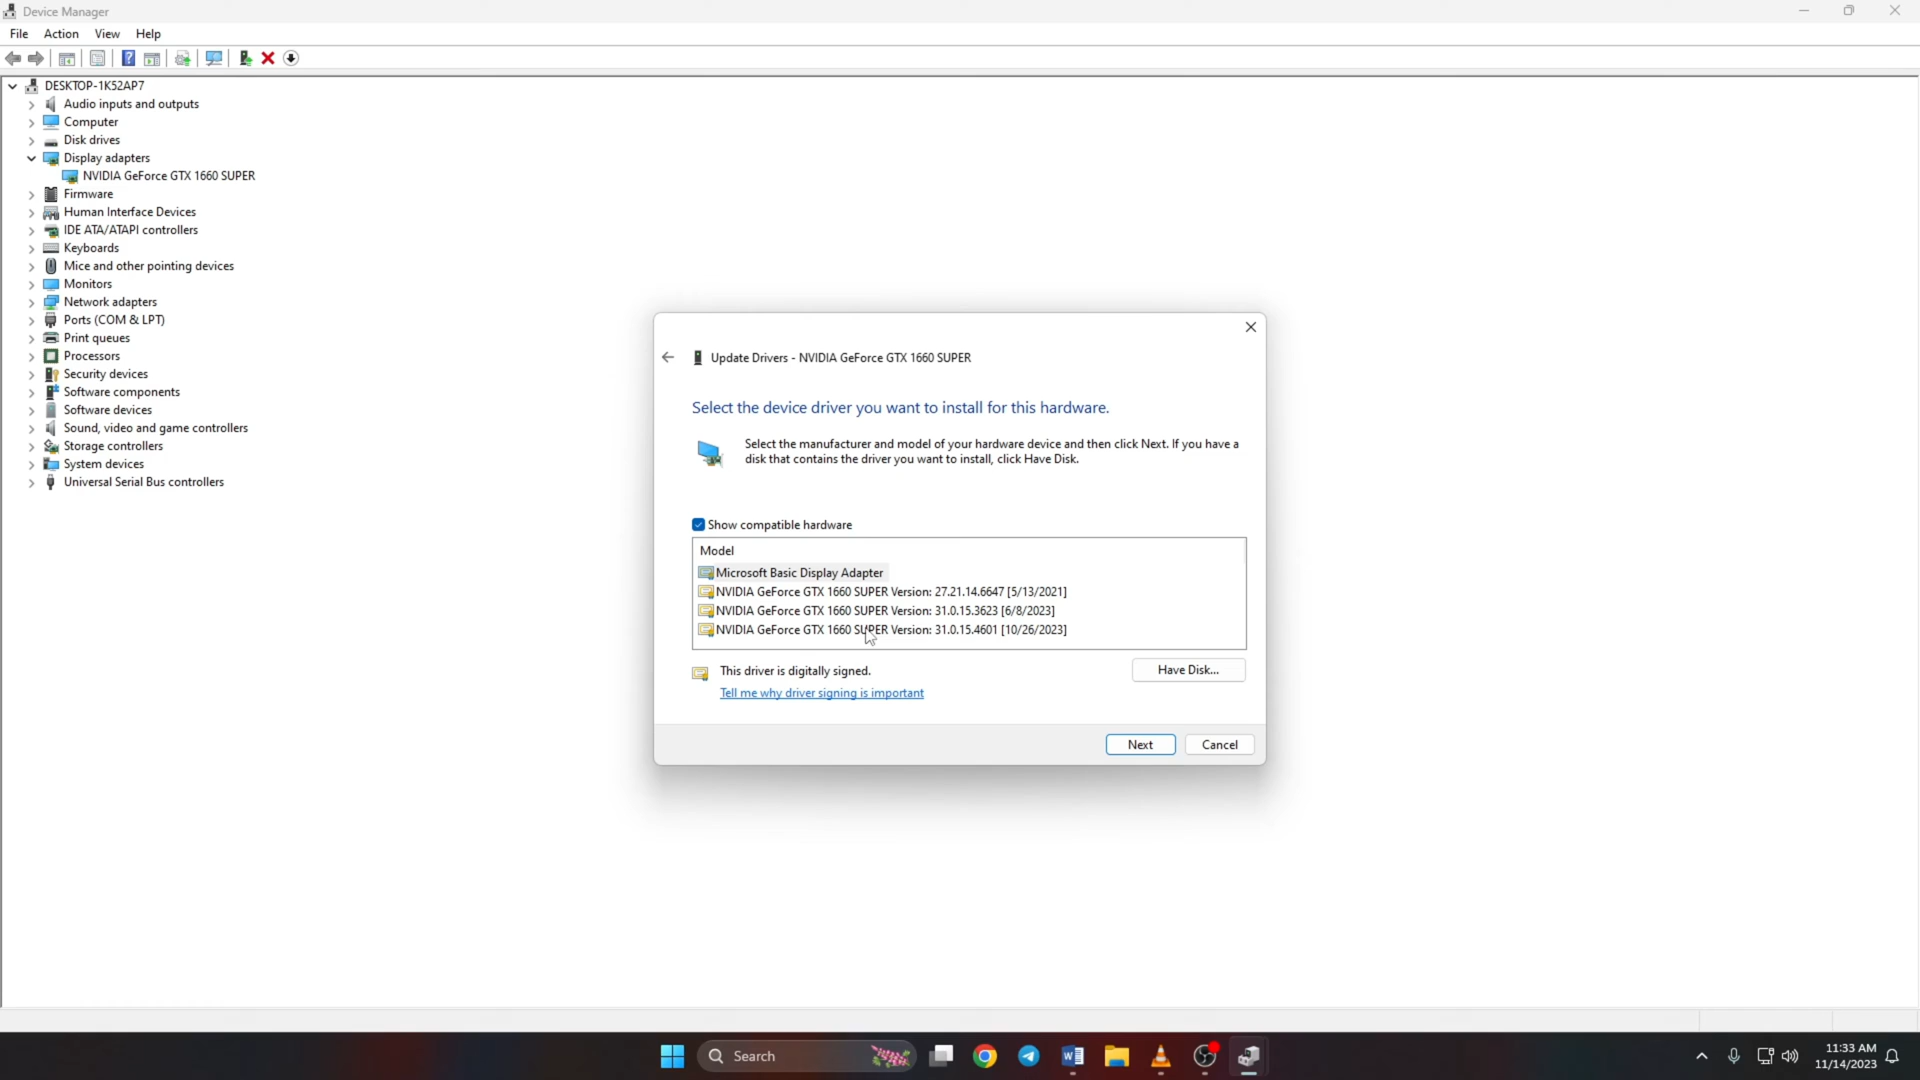 Device Manager
File Action View Help
DESKTOP-1K52AP7
Audio inputs and outputs
Computer
Disk drives
Display adapters
NVIDIA GeForce GTX 1660 SUPER
Firmware
Human Interface Devices
IDE ATA/ATAPI controllers
Keyboards
Mice and other pointing devices
Monitors
Network adapters
Ports (COM & LPT)
Print queues
Processors
Security devices
Software components
Software devices
Sound, video and game controllers
Storage controllers
System devices
Universal Serial Bus controllers
Update Drivers - NVIDIA GeForce GTX 1660 SUPER
Select the device driver you want to install for this hardware.
Select the manufacturer and model of your hardware device and then click Next. If you have a
disk that contains the driver you want to install, click Have Disk.
Show compatible hardware
Model
Microsoft Basic Display Adapter
NVIDIA GeForce GTX 1660 SUPER Version: 27.21.14.6647 [5/13/2021]
NVIDIA GeForce GTX 1660 SUPER Version: 31.0.15.3623 [6/8/2023]
NVIDIA GeForce GTX 1660 SUPER Version: 31.0.15.4601 [10/26/2023]
This driver is digitally signed.
Have Disk...
Tell me why driver signing is important
Next Cancel
Search
11:33 AM
11/14/2023